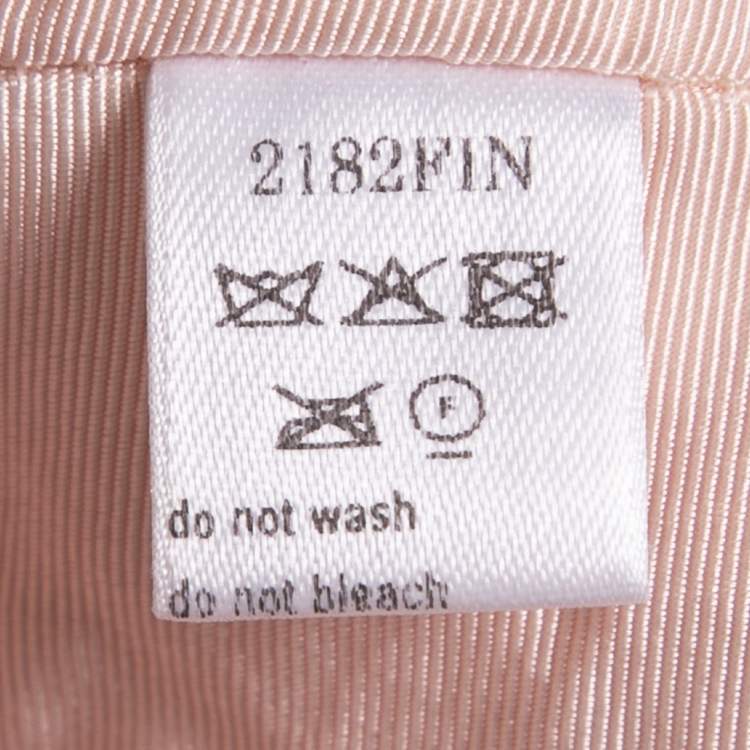 2182FIN
F
do not wash
do not bleach